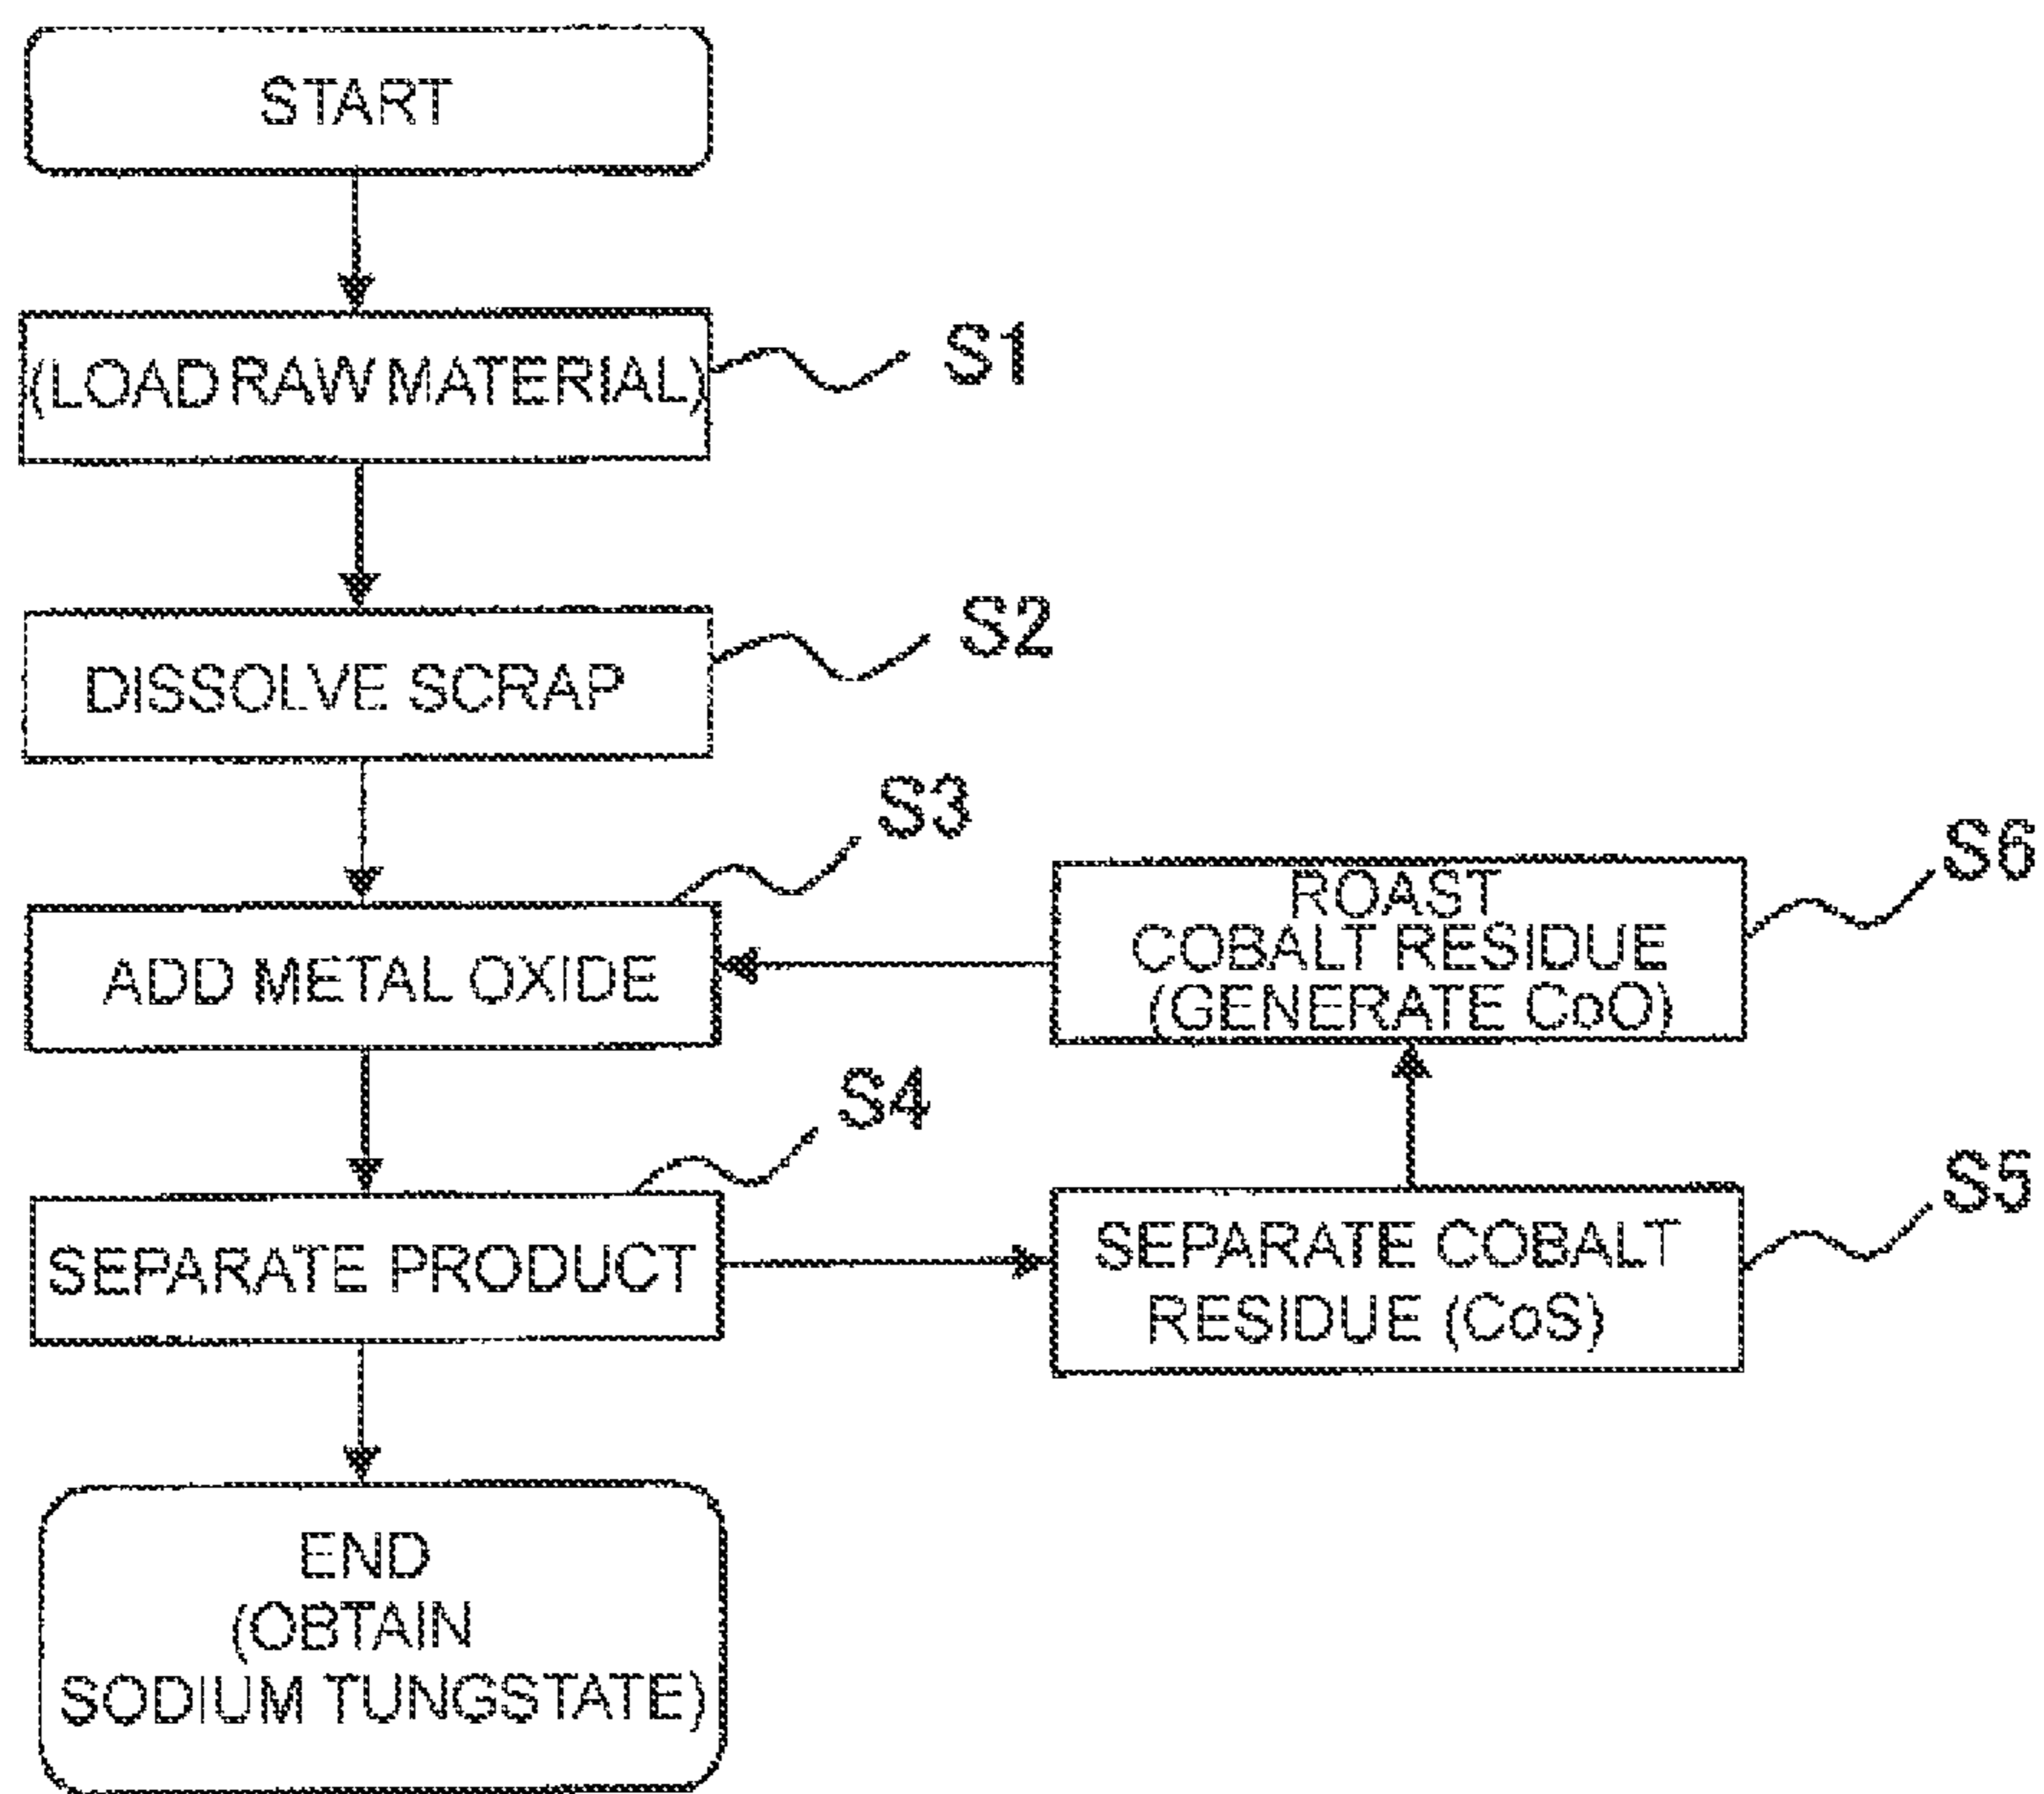 START
(LOAD RAW MATERIAL)
S1
DISSOLVE SCRAP
S2
S3
ADD METAL OXIDE
S4
SEPARATE PRODUCT
ROAST
COBALT RESIDUE
(GENERATE CoO)
S6
SEPARATE COBALT
RESIDUE (CoS)
S5
END
(OBTAIN
SODIUM TUNGSTATE)